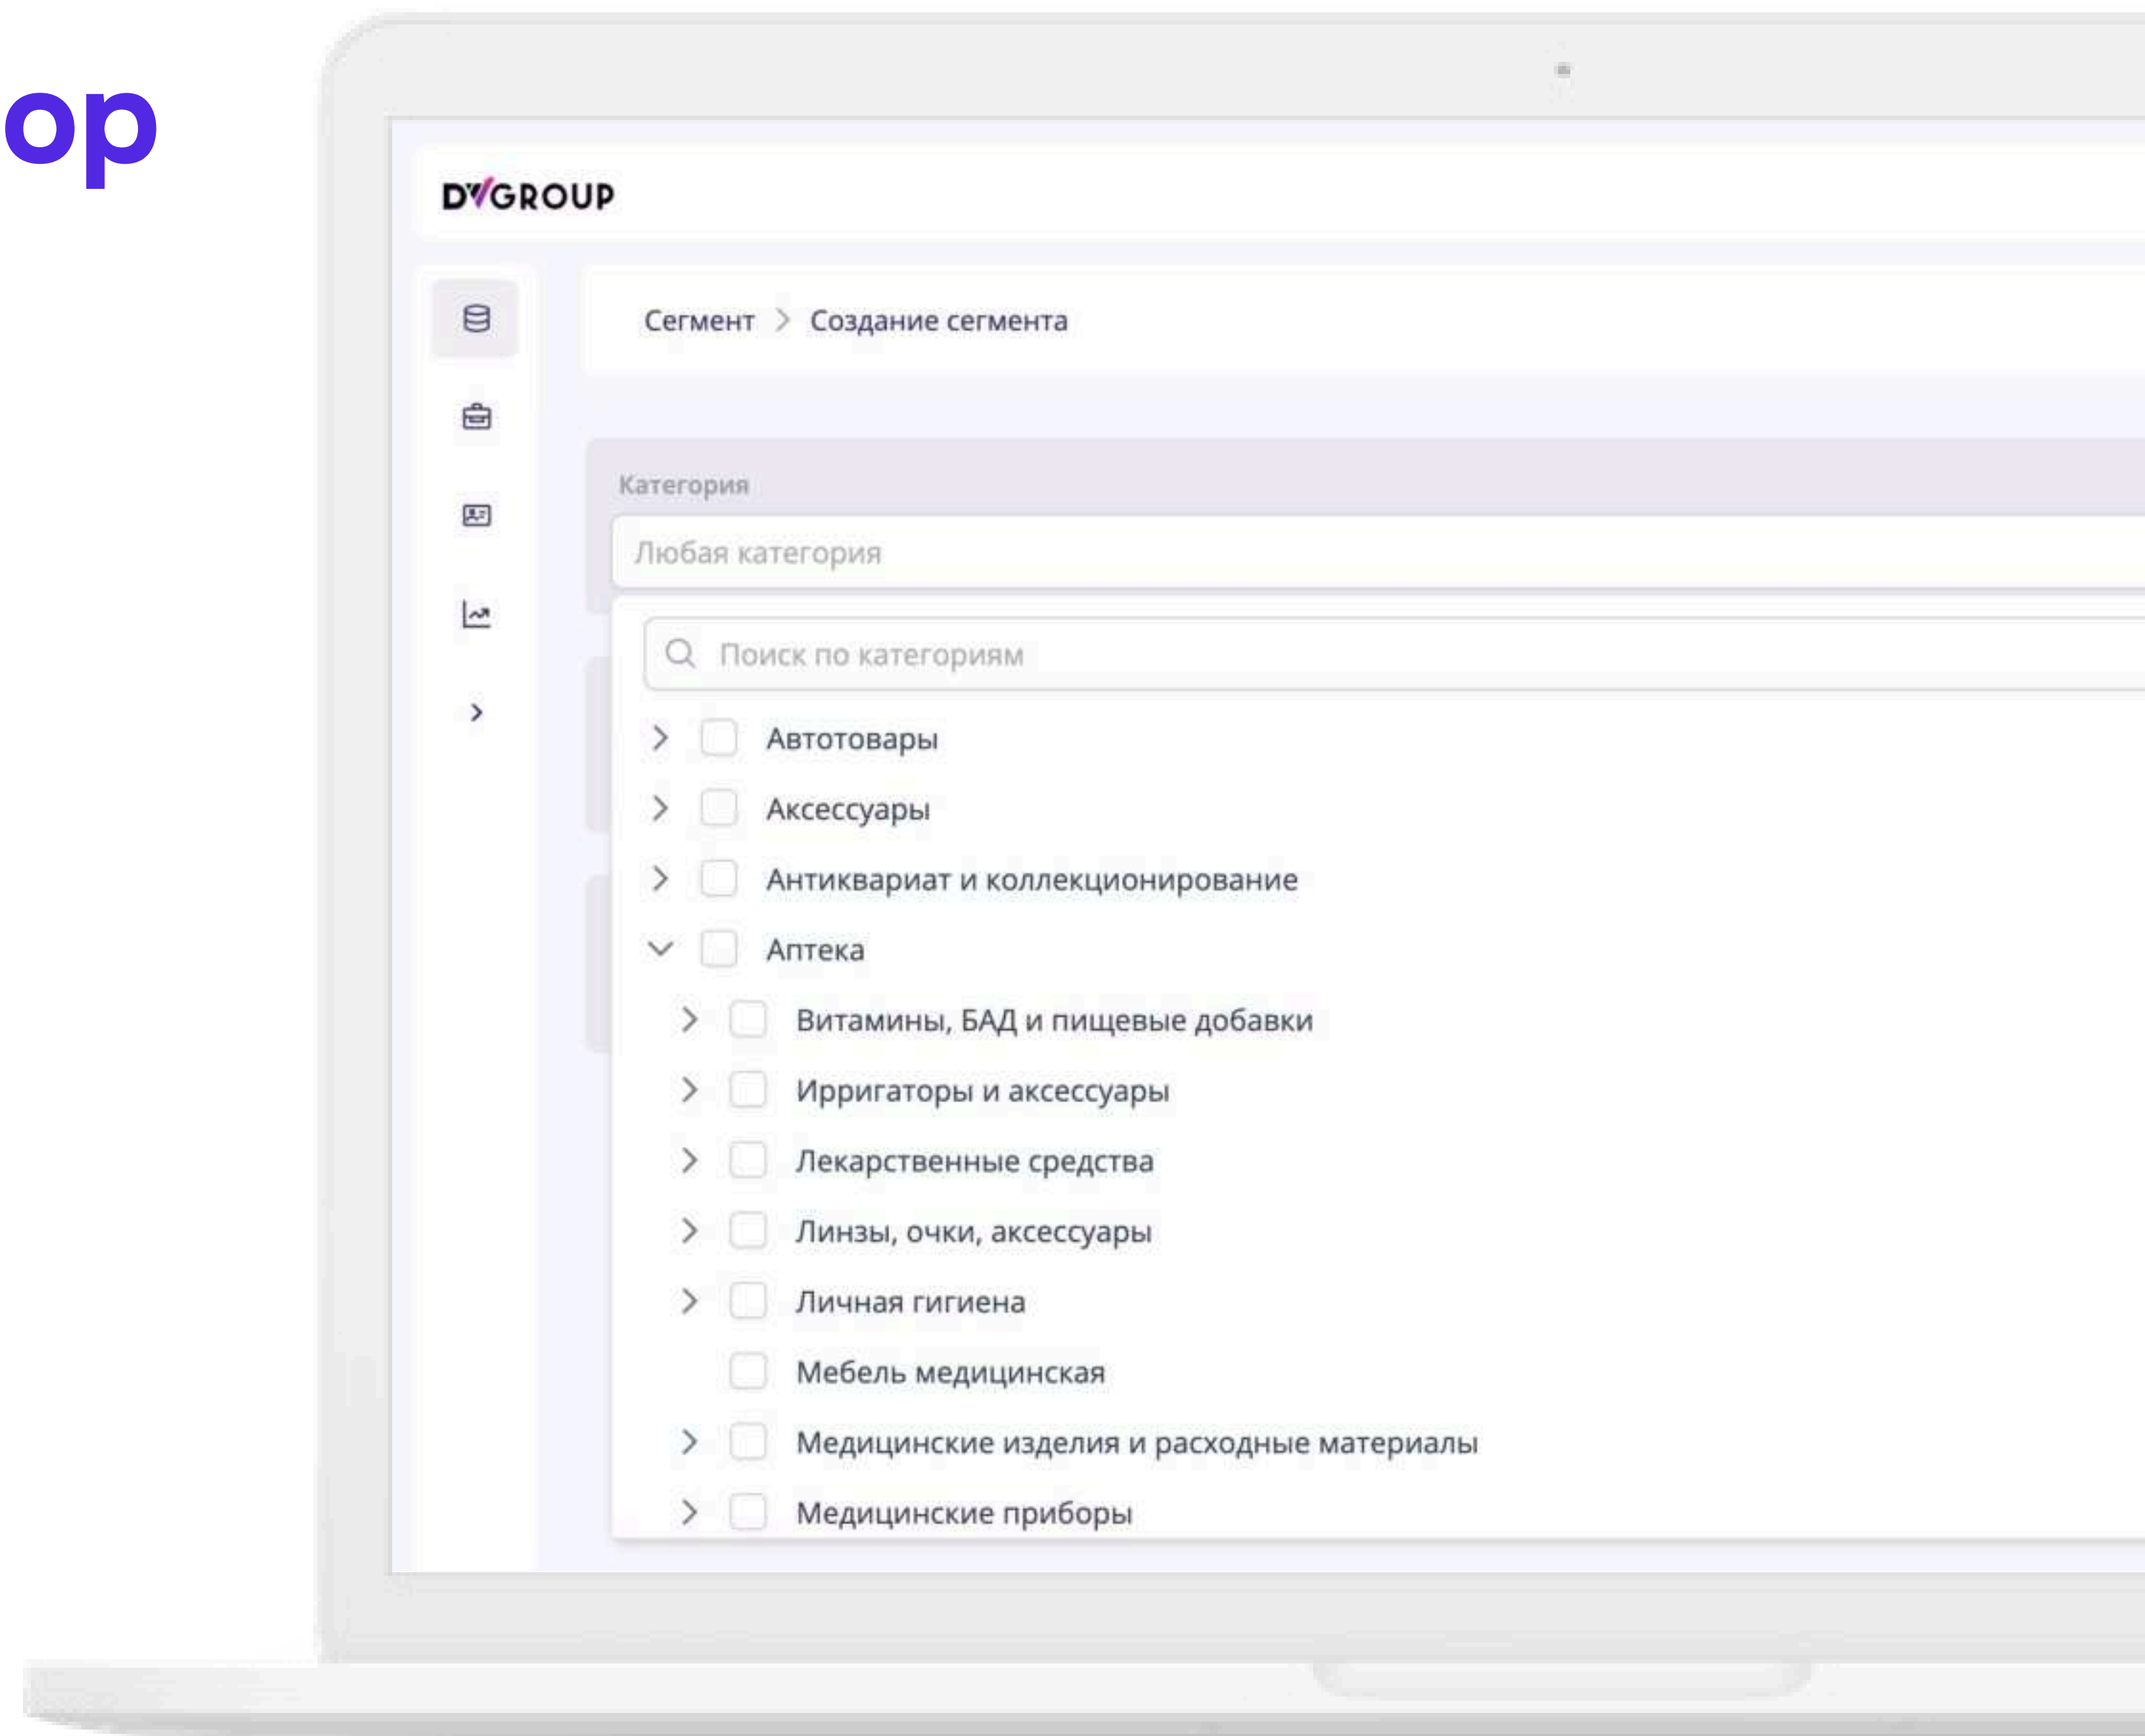 ор
DVGROUP
Сегмент > Создание сегмента
Категория
Любая категория
Поиск по категориям
Автотовары
Аксессуары
Антиквариат и коллекционирование
Аптека
Витамины, БАД и пищевые добавки
Ирригаторы и аксессуары
Лекарственные средства
Линзы, очки, аксессуары
Личная гигиена
Мебель медицинская
Медицинские изделия и расходные материалы
Медицинские приборы